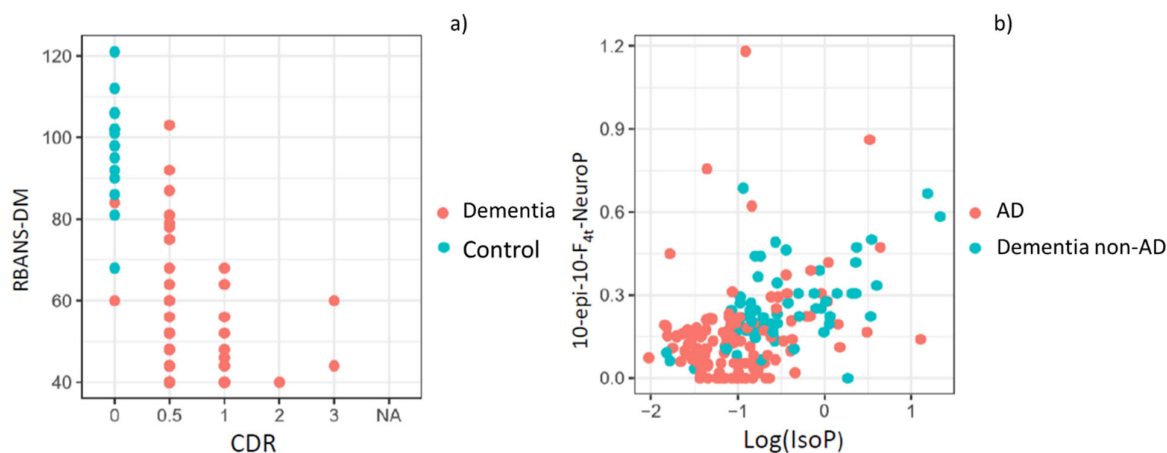 a)
120
100
80
60
40
RBANS-DM
0 0.5 1 2 3 NA
CDR
Dementia
Control
b)
1.2
0.9
0.6
0.3
0.0
10-epi-10-F4t-NeuroP
−2 −1 0 1
Log(IsoP)
AD
Dementia non-AD